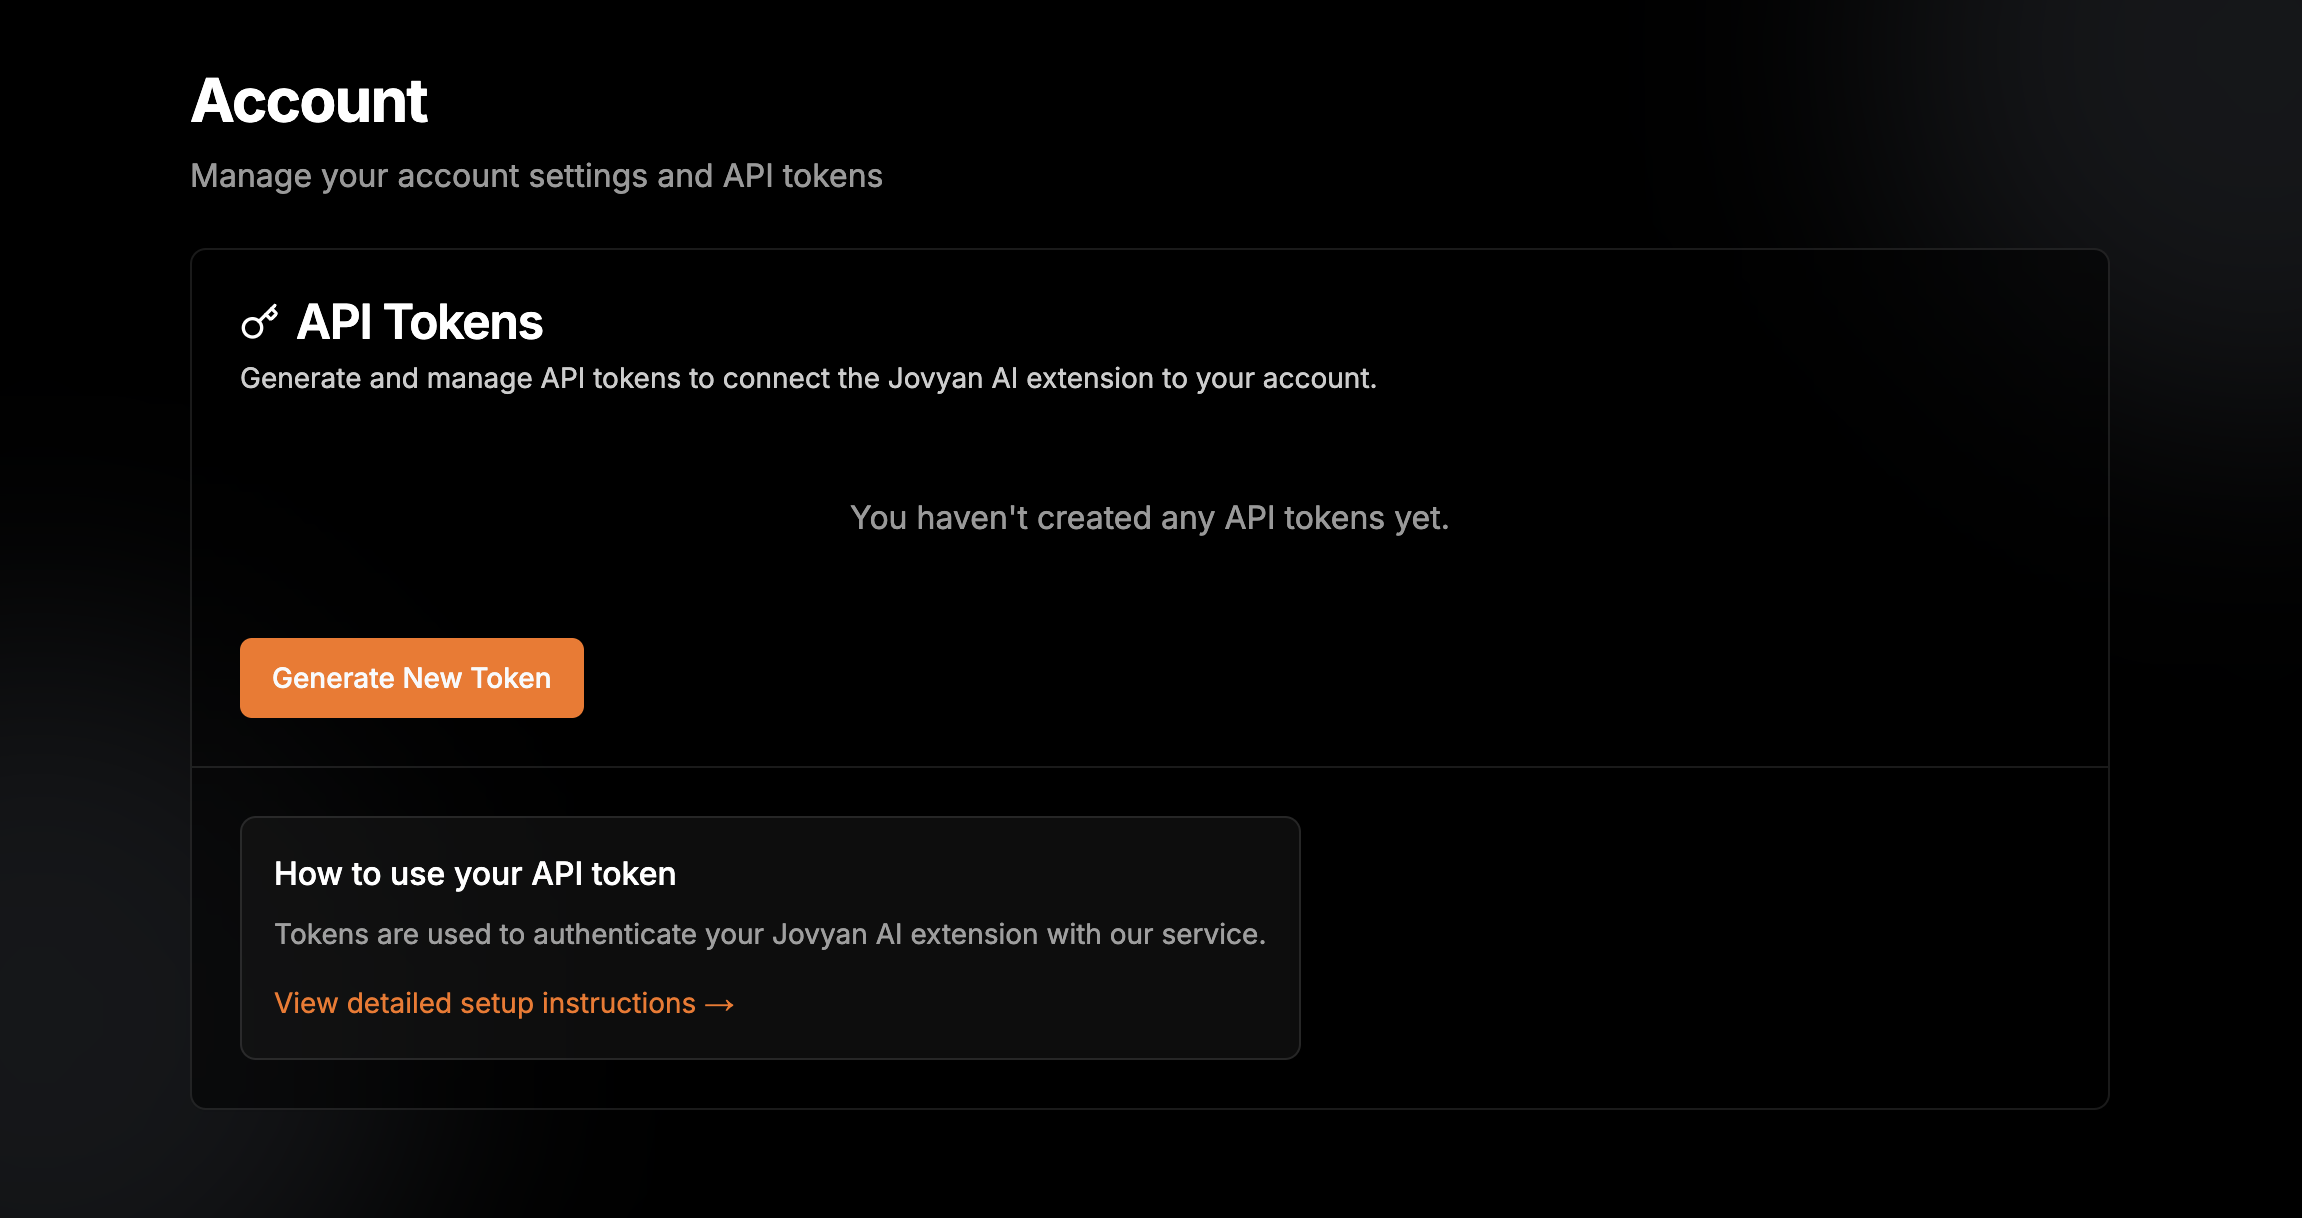 Account
Manage your account settings and API tokens
API Tokens
Generate and manage API tokens to connect the Jovyan AI extension to your account.
You haven't created any API tokens yet.
Generate New Token
How to use your API token
Tokens are used to authenticate your Jovyan AI extension with our service.
View detailed setup instructions →